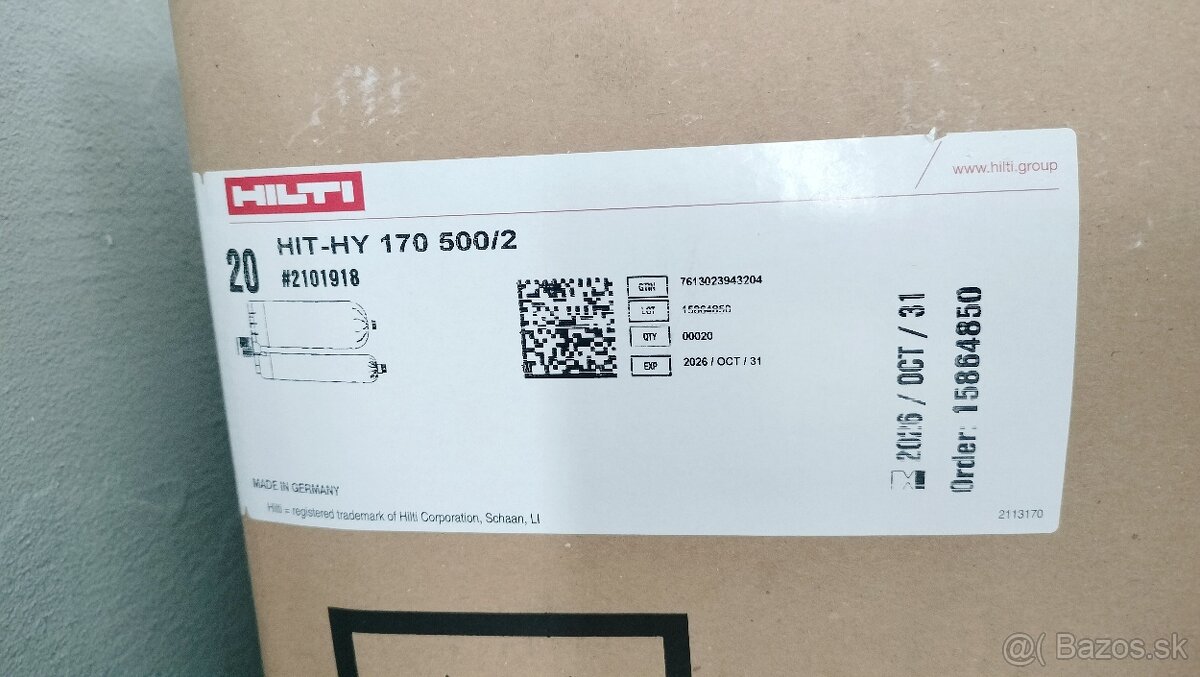 HILTI
www.hilti.group
20
HIT-HY 170 500/2
#2101918
GTIN 7613023943204
LOT 15864850
QTY 00020
EXP 2026 / OCT / 31
2026 / OCT / 31
Order: 15864850
MADE IN GERMANY
Hilti = registered trademark of Hilti Corporation, Schaan, LI
2113170
@( Bazos.sk